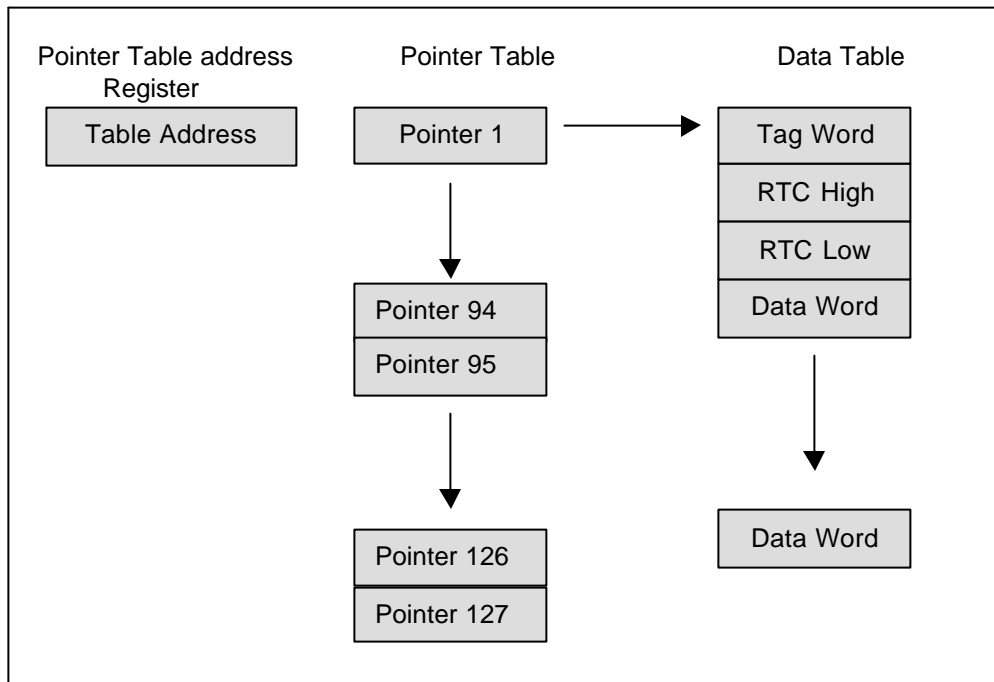 Pointer Table address
Register
Table Address
Pointer Table
Pointer 1
Pointer 94
Pointer 95
Pointer 126
Pointer 127
Data Table
Tag Word
RTC High
RTC Low
Data Word
Data Word